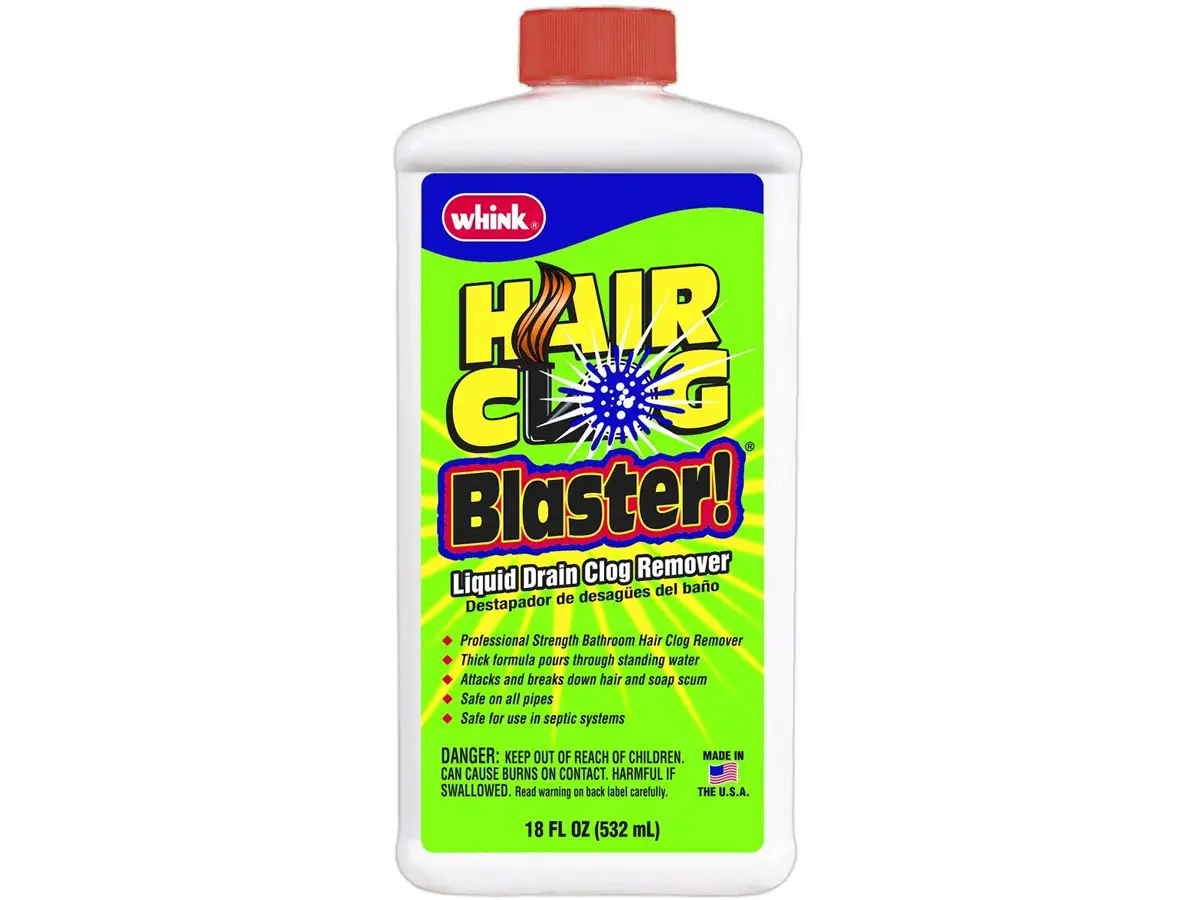 whink®
HAIR
CLOG
Blaster!®
Liquid Drain Clog Remover
Destapador de desagües del baño
Professional Strength Bathroom Hair Clog Remover
Thick formula pours through standing water
Attacks and breaks down hair and soap scum
Safe on all pipes
Safe for use in septic systems
DANGER: KEEP OUT OF REACH OF CHILDREN.
CAN CAUSE BURNS ON CONTACT. HARMFUL IF
SWALLOWED. Read warning on back label carefully.
MADE IN
THE U.S.A.
18 FL OZ (532 mL)